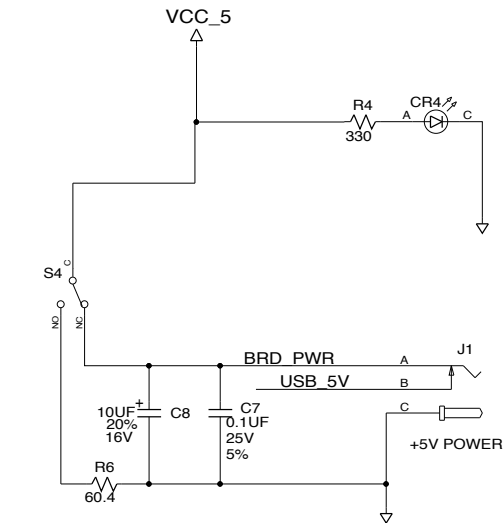 VCC_5
R4
330
A
CR4
C
S4
C
NO
NC
BRD_PWR
A
J1
USB_5V
B
10UF
+
20%
16V
C8
C7
0.1UF
25V
5%
C
+5V POWER
R6
60.4